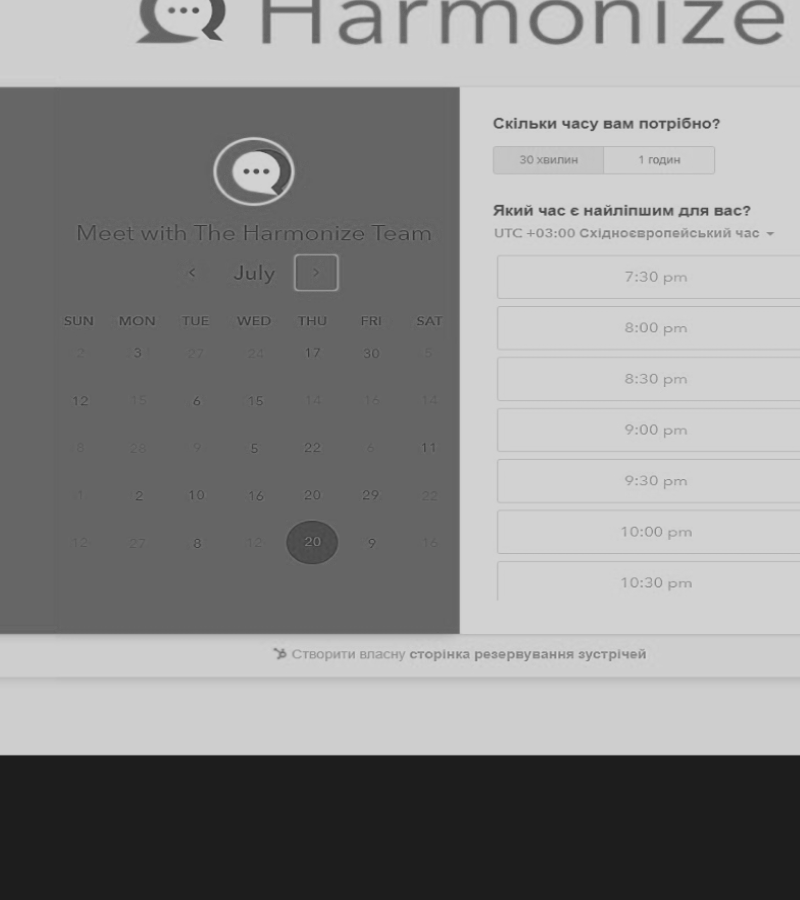 Harmonize
Meet with The Harmonize Team
July
SUN MON TUE WED THU FRI SAT
2 3 27 24 17 30 5
12 15 6 15 14 16 14
8 28 9 5 22 6 11
1 2 10 16 20 29 22
12 27 8 12 20 9 16
Скільки часу вам потрібно?
30 хвилин 1 годин
Який час є найліпшим для вас?
UTC +03:00 Східноєвропейський час
7:30 pm
8:00 pm
8:30 pm
9:00 pm
9:30 pm
10:00 pm
10:30 pm
Створити власну сторінка резервування зустрічей